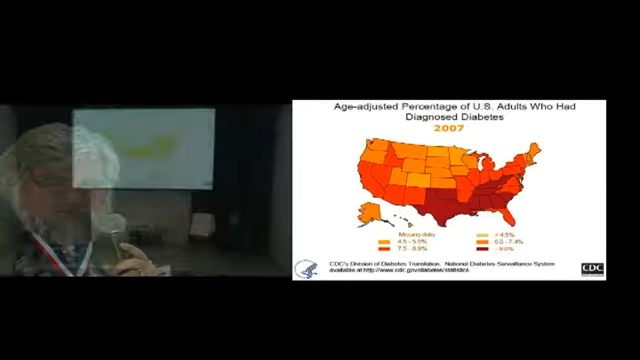 Age-adjusted Percentage of U.S. Adults Who Had
Diagnosed Diabetes
2007
Missing data
4.5 - 5.9%
7.5 - 8.9%
< 4.5%
6.0 - 7.4%
9.0%
CDC's Division of Diabetes Translation. National Diabetes Surveillance System
available at http://www.cdc.gov/diabetes/statistics
CDC